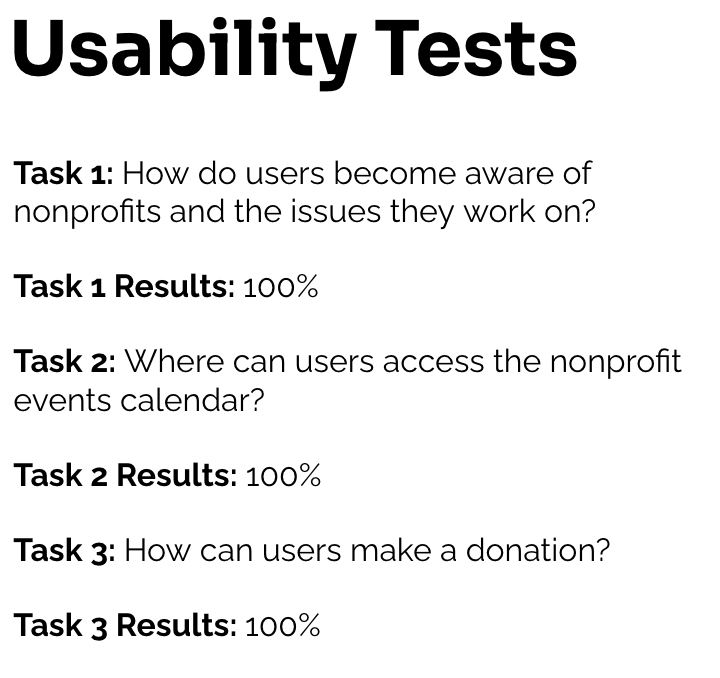 Usability Tests
Task 1: How do users become aware of
nonprofits and the issues they work on?
Task 1 Results: 100%
Task 2: Where can users access the nonprofit
events calendar?
Task 2 Results: 100%
Task 3: How can users make a donation?
Task 3 Results: 100%